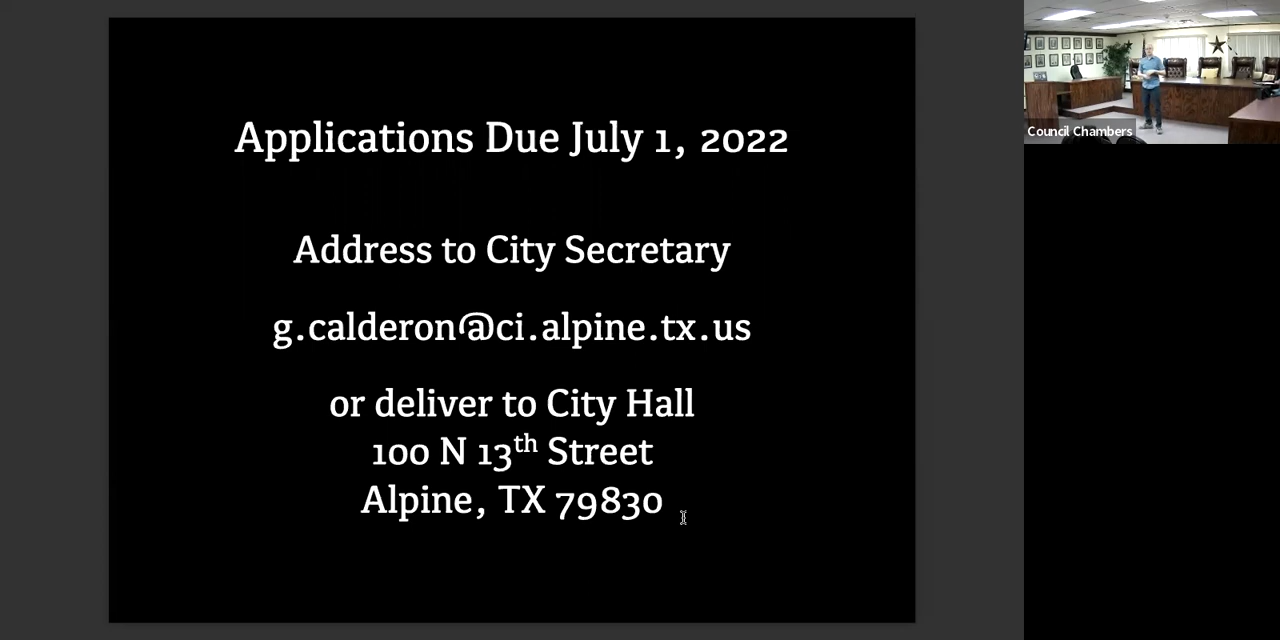 Applications Due July 1, 2022
Address to City Secretary
g.calderon@ci.alpine.tx.us
or deliver to City Hall
100 N 13th Street
Alpine, TX 79830
Council Chambers